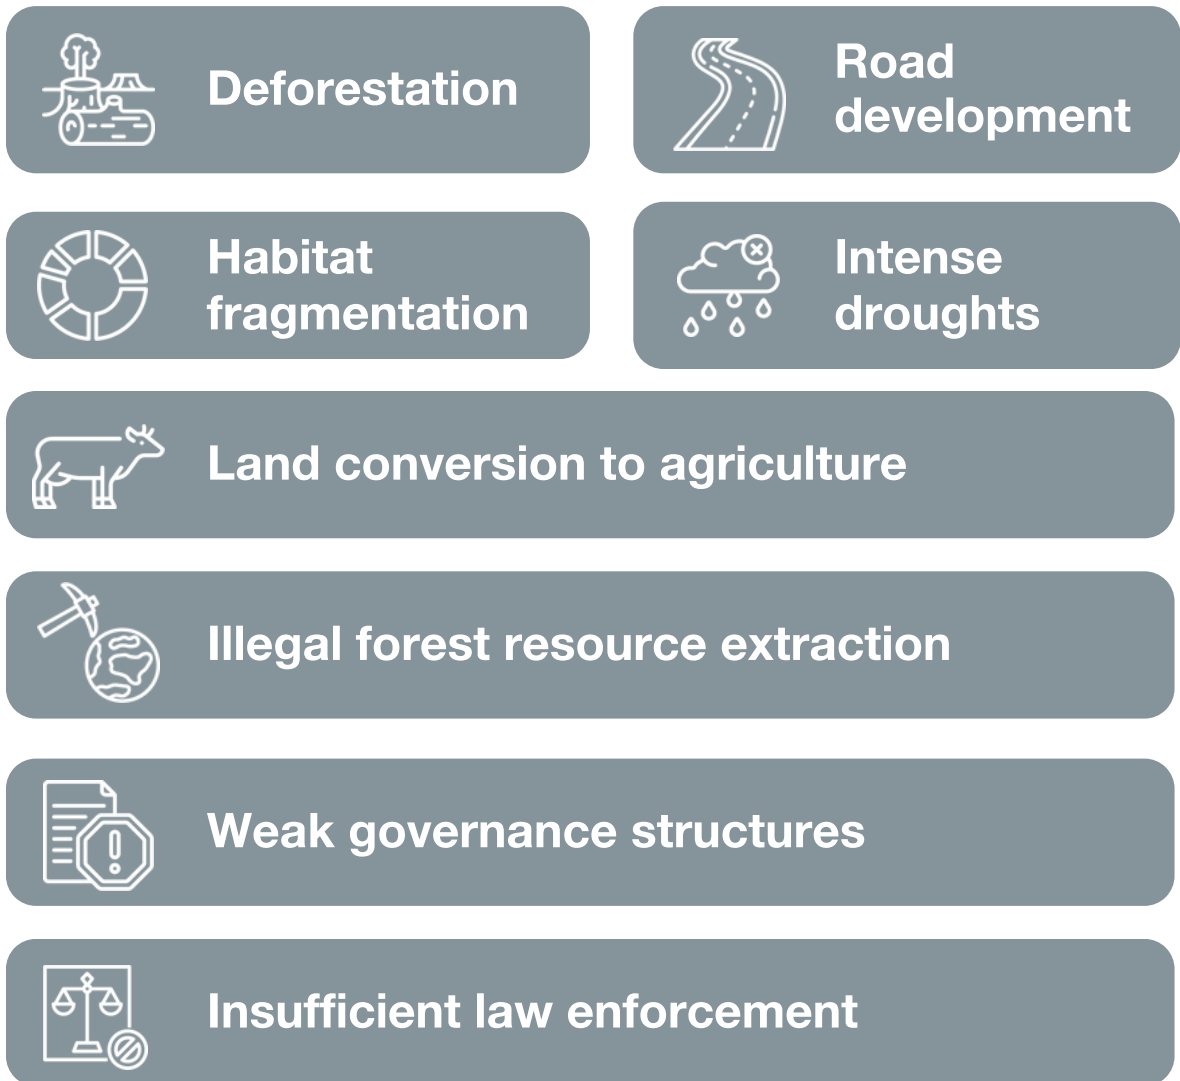 Deforestation
Road
development
Habitat
fragmentation
Intense
droughts
Land conversion to agriculture
Illegal forest resource extraction
Weak governance structures
Insufficient law enforcement